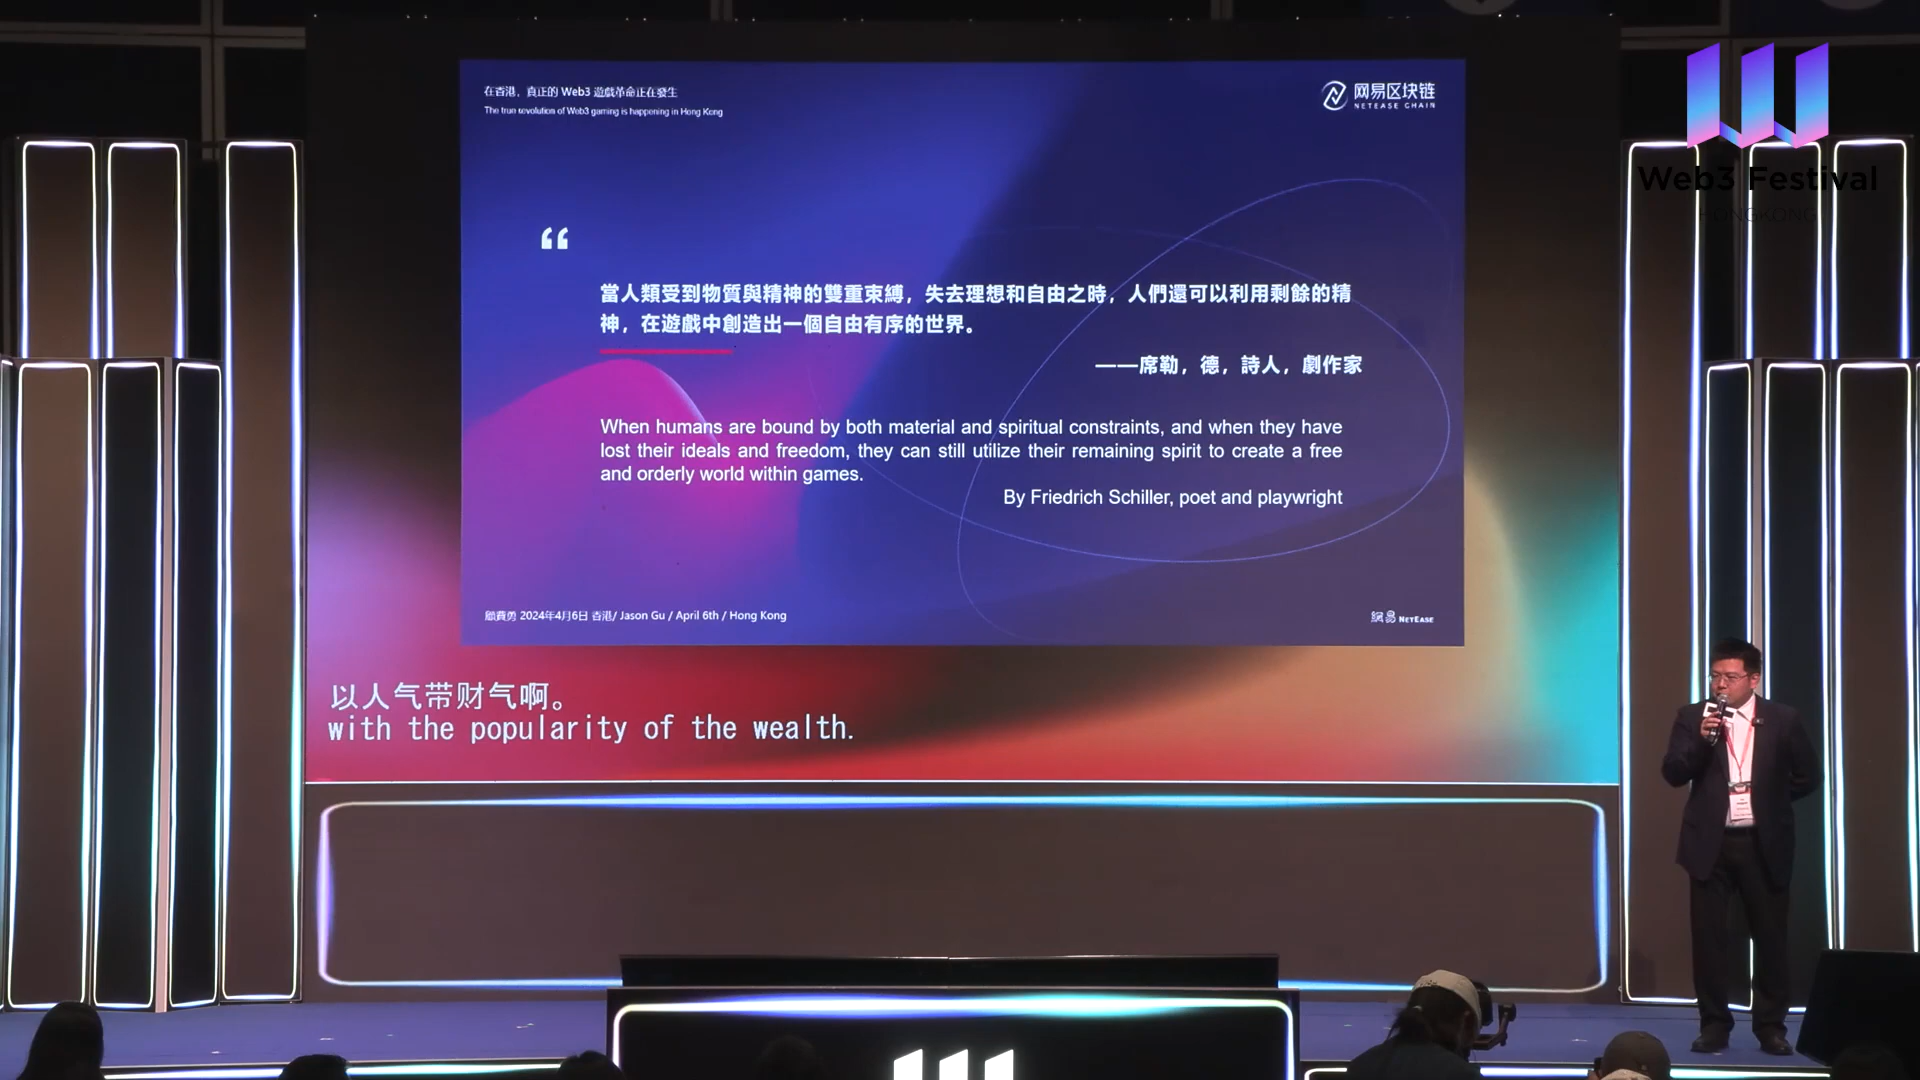 在香港，真正的 Web3 遊戲革命正在發生
The true revolution of Web3 gaming is happening in Hong Kong
网易区块链
NETEASE CHAIN
Web3 Festival
HONGKONG
“
當人類受到物質與精神的雙重束縛，失去理想和自由之時，人們還可以利用剩餘的精
神，在遊戲中創造出一個自由有序的世界。
——席勒，德，詩人，劇作家
When humans are bound by both material and spiritual constraints, and when they have
lost their ideals and freedom, they can still utilize their remaining spirit to create a free
and orderly world within games.
By Friedrich Schiller, poet and playwright
顧費勇 2024年4月6日 香港/ Jason Gu / April 6th / Hong Kong
網易 NETEASE
以人气带财气啊。
with the popularity of the wealth.